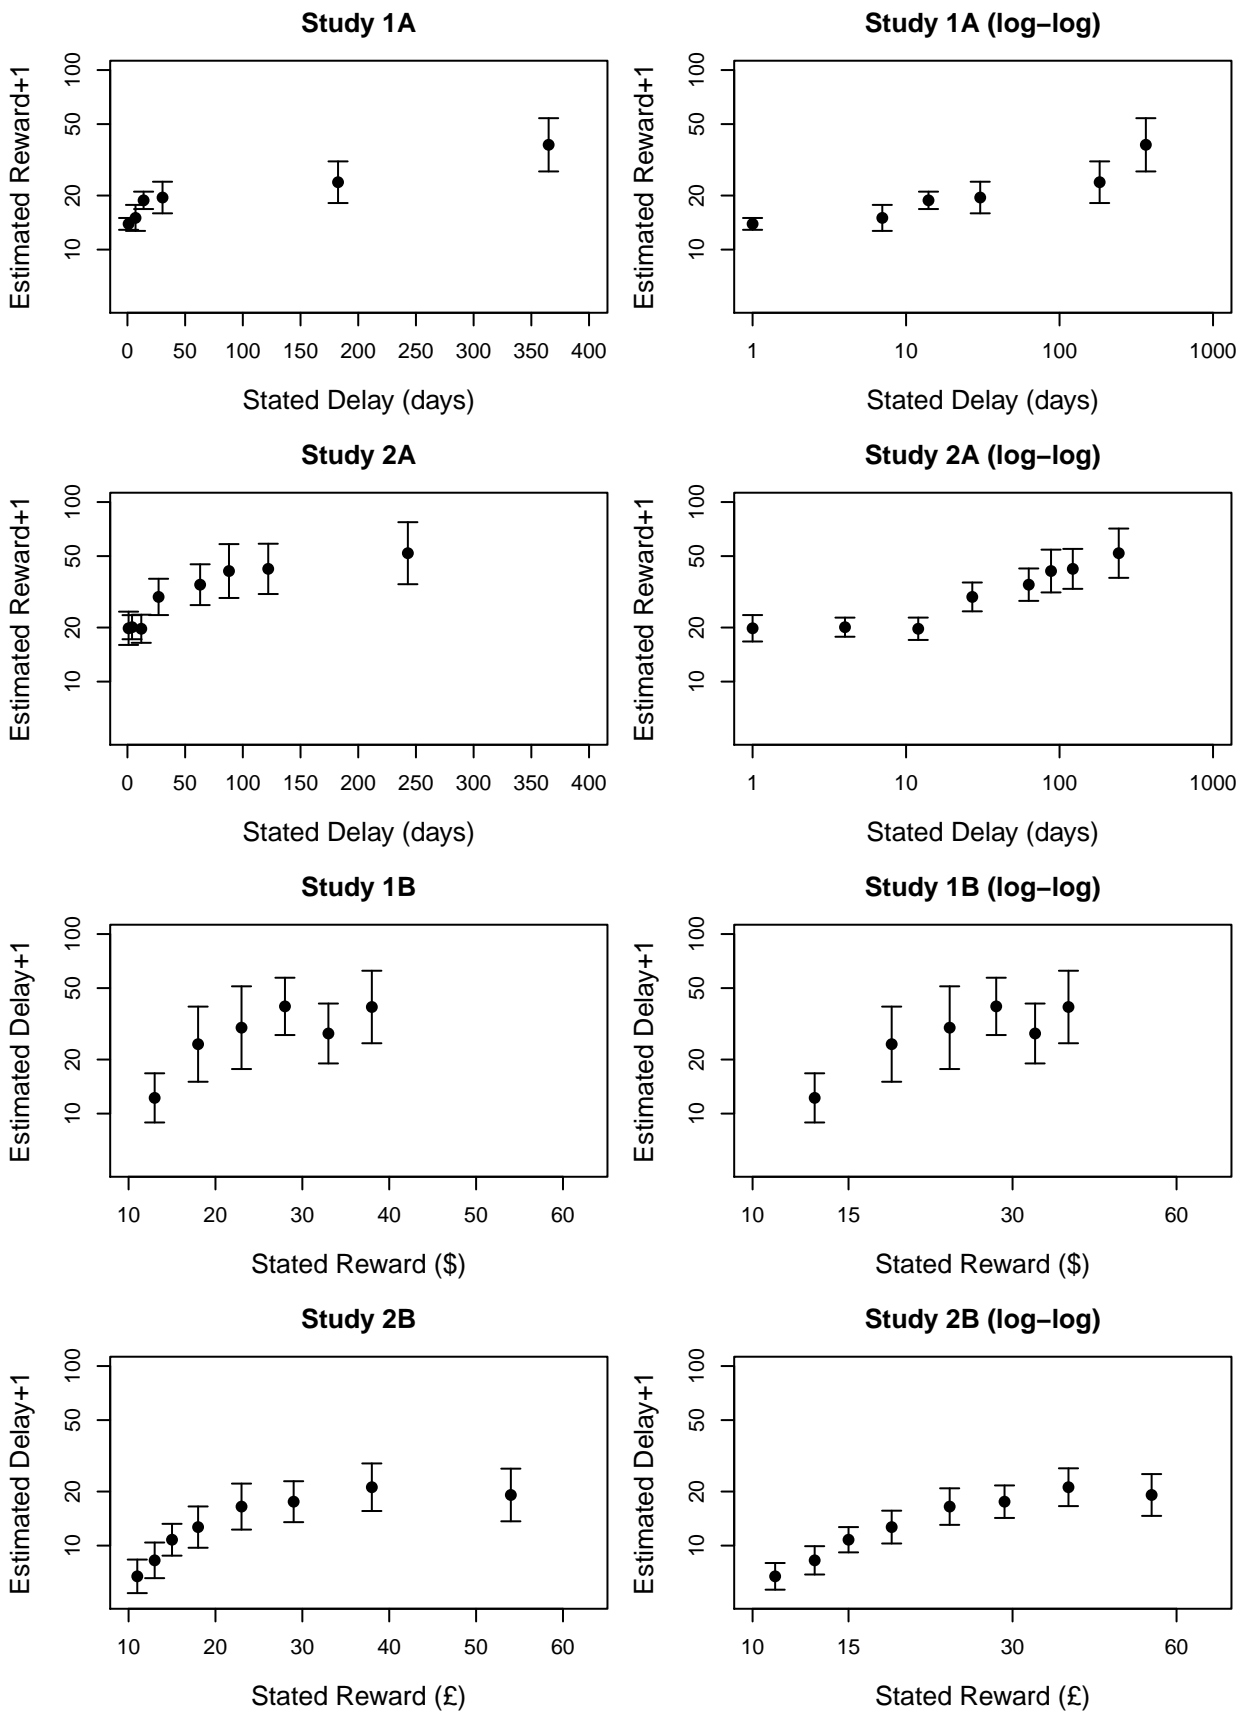 Study 1A
Estimated Reward+1
100
50
20
10
0 50 100 150 200 250 300 350 400
Stated Delay (days)
Study 1A (log–log)
Estimated Reward+1
100
50
20
10
1 10 100 1000
Stated Delay (days)
Study 2A
Estimated Reward+1
100
50
20
10
0 50 100 150 200 250 300 350 400
Stated Delay (days)
Study 2A (log–log)
Estimated Reward+1
100
50
20
10
1 10 100 1000
Stated Delay (days)
Study 1B
Estimated Delay+1
100
50
20
10
10 20 30 40 50 60
Stated Reward ($)
Study 1B (log–log)
Estimated Delay+1
100
50
20
10
10 15 30 60
Stated Reward ($)
Study 2B
Estimated Delay+1
100
50
20
10
10 20 30 40 50 60
Stated Reward (£)
Study 2B (log–log)
Estimated Delay+1
100
50
20
10
10 15 30 60
Stated Reward (£)